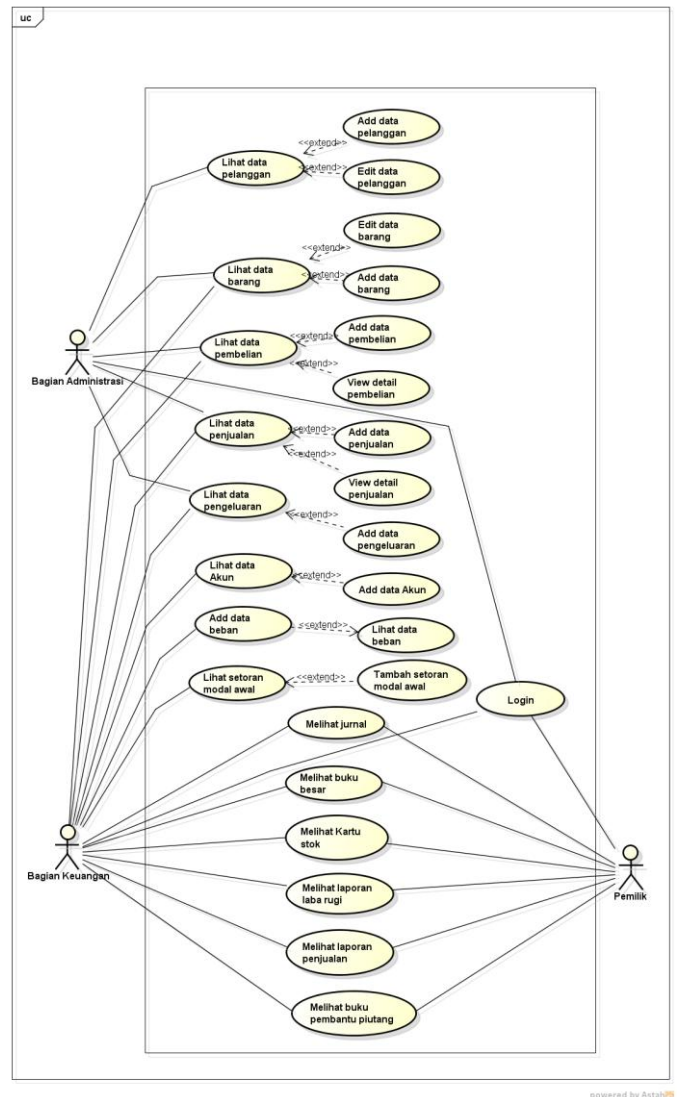 uc
Add data
pelanggan
<<extend>>
Lihat data
pelanggan
<<extend>>
Edit data
pelanggan
Edit data
barang
<<extend>>
Lihat data
barang
<<extend>>
Add data
barang
Add data
pembelian
<<extend>>
Lihat data
pembelian
<<extend>>
View detail
pembelian
Bagian Administrasi
Lihat data
penjualan
<<extend>>
Add data
penjualan
<<extend>>
View detail
penjualan
Lihat data
pengeluaran
<<extend>>
Add data
pengeluaran
Lihat data
Akun
<<extend>>
Add data Akun
Add data
beban
<<extend>>
Lihat data
beban
Lihat setoran
modal awal
<<extend>>
Tambah setoran
modal awal
Login
Melihat jurnal
Melihat buku
besar
Melihat Kartu
stok
Bagian Keuangan
Melihat laporan
laba rugi
Pemilik
Melihat laporan
penjualan
Melihat buku
pembantu piutang
powered by Astah